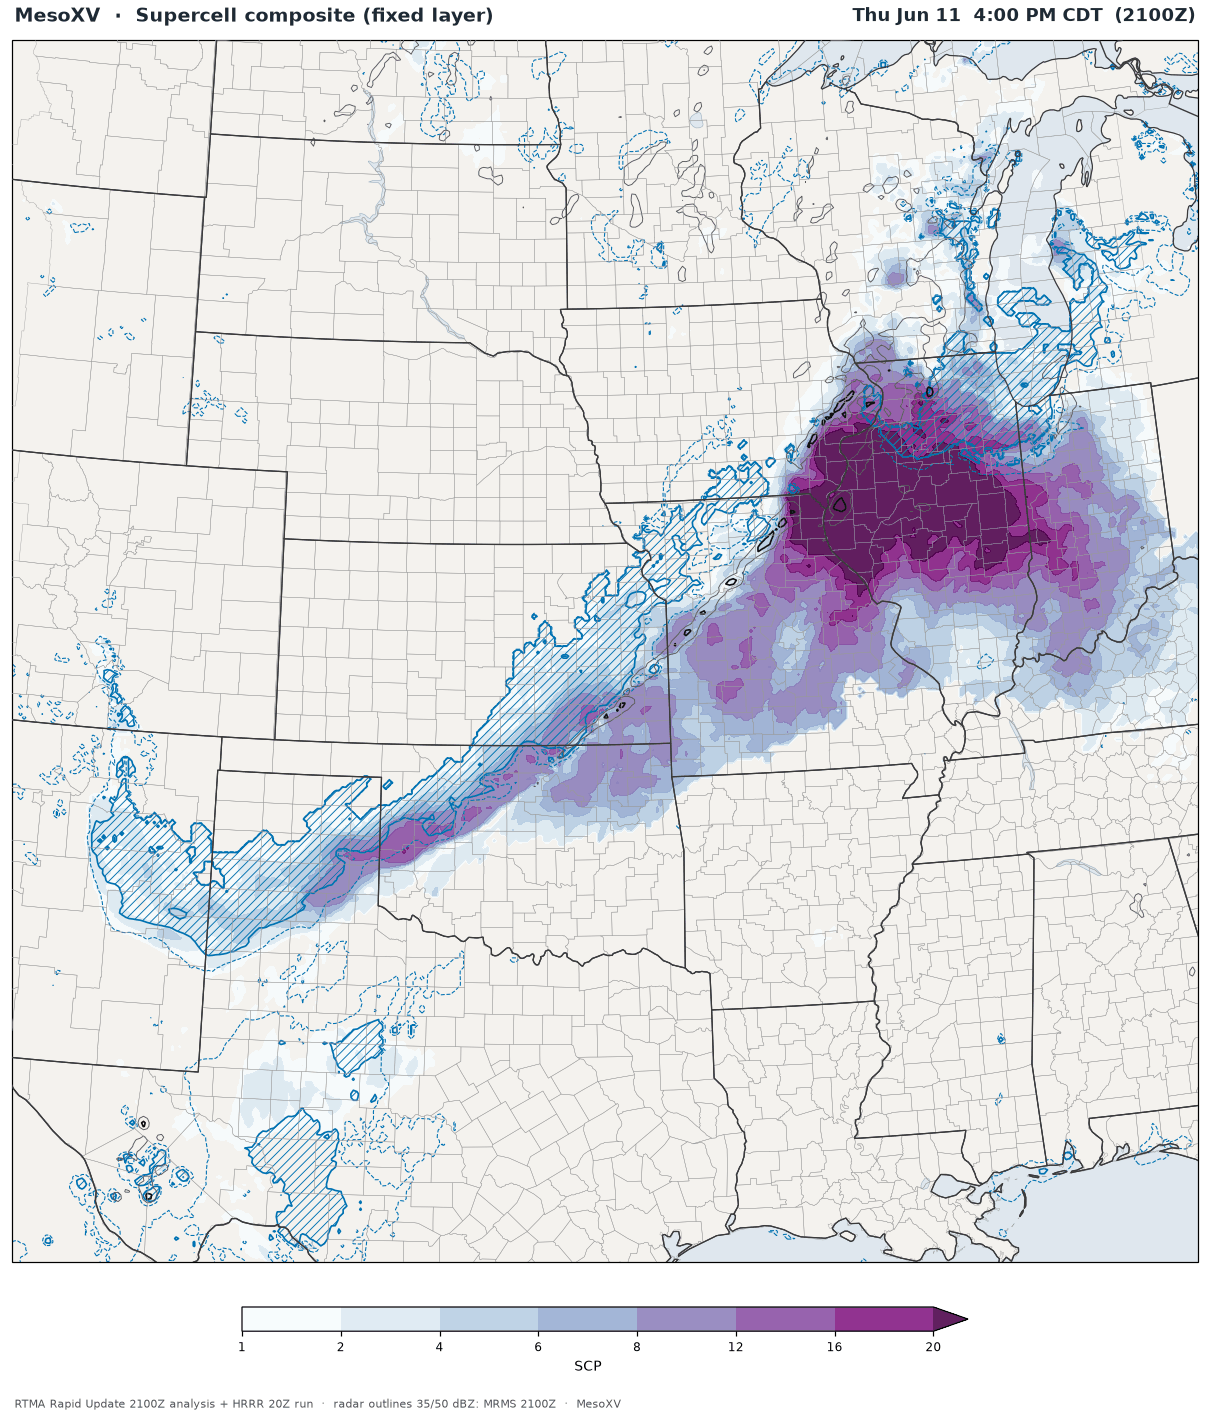 MesoXV · Supercell composite (fixed layer)
Thu Jun 11 4:00 PM CDT (2100Z)
1 2 4 6 8 12 16 20
SCP
RTMA Rapid Update 2100Z analysis + HRRR 20Z run · radar outlines 35/50 dBZ: MRMS 2100Z · MesoXV